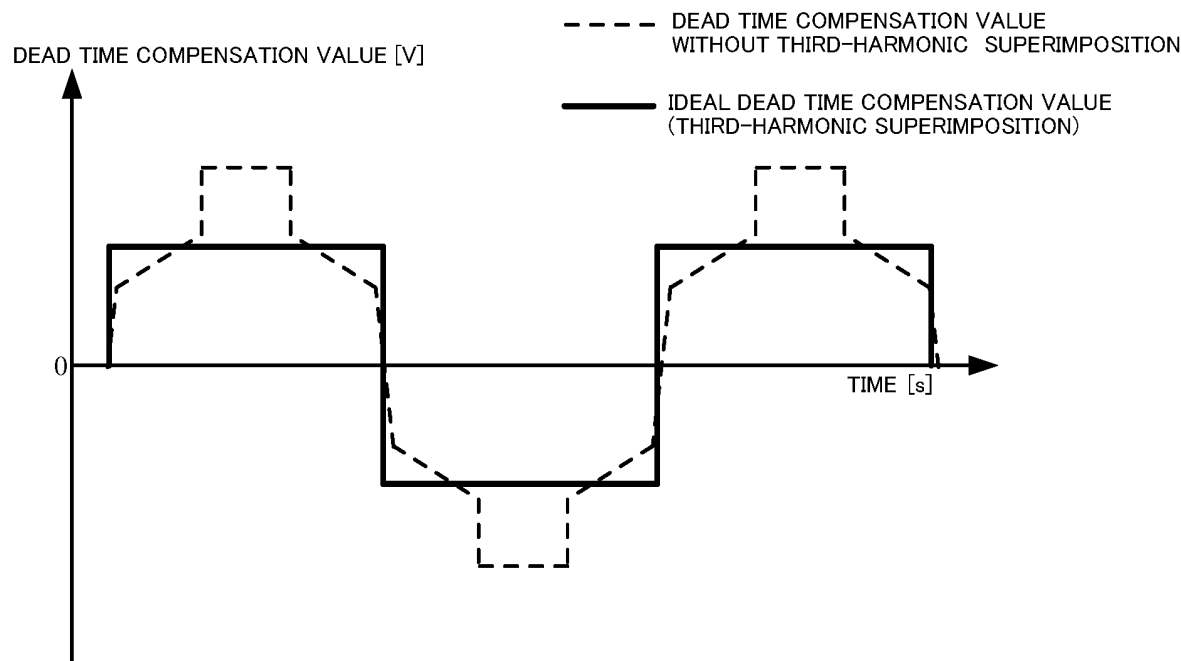 DEAD TIME COMPENSATION VALUE
WITHOUT THIRD-HARMONIC SUPERIMPOSITION
DEAD TIME COMPENSATION VALUE [V]
IDEAL DEAD TIME COMPENSATION VALUE
(THIRD-HARMONIC SUPERIMPOSITION)
0
TIME [s]